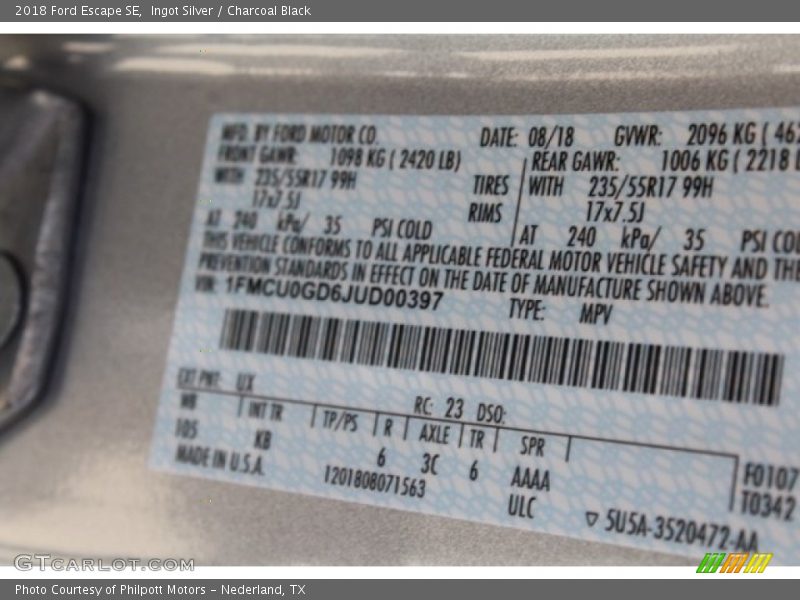 2018 Ford Escape SE, Ingot Silver / Charcoal Black
MFD. BY FORD MOTOR CO. DATE: 08/18 GVWR: 2096 KG ( 462
FRONT GAWR: 1098 KG ( 2420 LB) REAR GAWR: 1006 KG ( 2218 L
WITH 235/55R17 99H TIRES WITH 235/55R17 99H
17x7.5J RIMS 17x7.5J
AT 240 kPa/ 35 PSI COLD AT 240 kPa/ 35 PSI COL
THIS VEHICLE CONFORMS TO ALL APPLICABLE FEDERAL MOTOR VEHICLE SAFETY AND THE
PREVENTION STANDARDS IN EFFECT ON THE DATE OF MANUFACTURE SHOWN ABOVE.
VIN: 1FMCU0GD6JUD00397 TYPE: MPV
EXT PNT: UX RC: 23 DSO:
WB INT TR TP/PS R AXLE TR SPR
105 KB 6 3C 6 AAAA F0107
MADE IN U.S.A. 1201808071563 ULC T0342
▽ 5U5A-3520472-AA
GTCARLOT.COM
Photo Courtesy of Philpott Motors - Nederland, TX